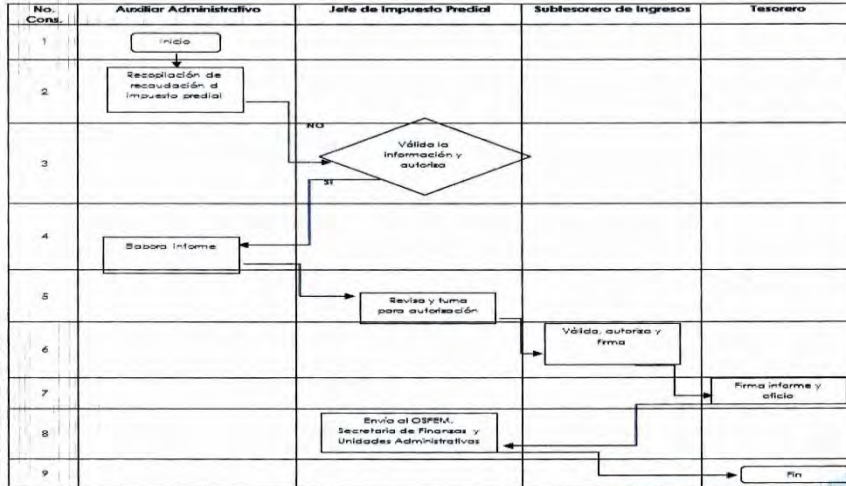 No. Cons. Auxiliar Administrativo Jefe de Impuesto Predial Subtesorero de Ingresos Tesorero
1
Inicio
2
Recopilación de
recaudación d
impuesto predial
NO
3
Válida la
información y
autoriza
SI
4
Elabora informe
5
Revisa y turna
para autorización
6
Válida, autoriza y
firma
7
Firma informe y
oficio
8
Envía al OSFEM,
Secretaria de Finanzas y
Unidades Administrativas
9
Fin